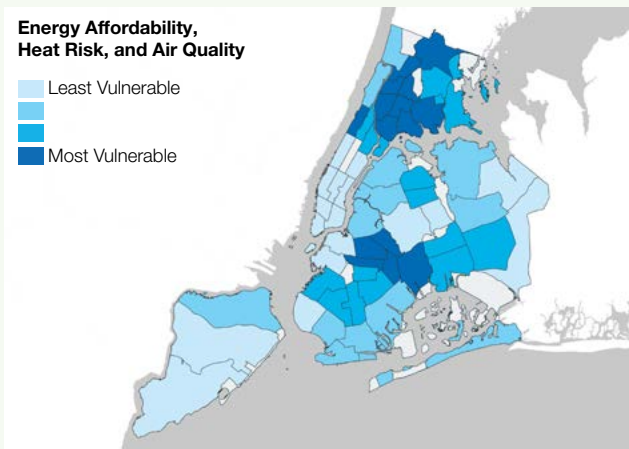 Energy Affordability,
Heat Risk, and Air Quality
Least Vulnerable
Most Vulnerable